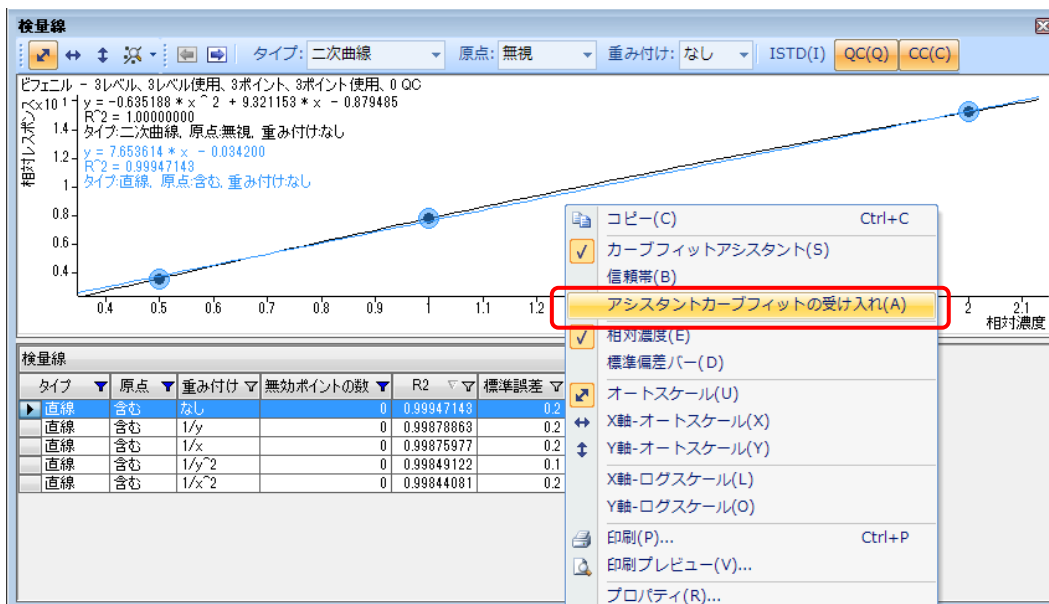 検量線
タイプ: 二次曲線 原点: 無視 重み付け: なし ISTD(I) QC(Q) CC(C)
ビフェニル - 3レベル、3レベル使用、3ポイント、3ポイント使用、0 QC
相対レスポンス
x10 1
y = -0.635188 * x ^ 2 + 9.321153 * x - 0.879485
R^2 = 1.00000000
タイプ:二次曲線, 原点:無視, 重み付け:なし
y = 7.653614 * x - 0.034200
R^2 = 0.99947143
タイプ:直線, 原点:含む, 重み付け:なし
1.4
1.2
1
0.8
0.6
0.4
0.4 0.5 0.6 0.7 0.8 0.9 1 1.1 1.2 2 2.1
相対濃度
検量線
タイプ 原点 重み付け 無効ポイントの数 R2 標準誤差
直線 含む なし 0 0.99947143 0.2
直線 含む 1/y 0 0.99878863 0.2
直線 含む 1/x 0 0.99875977 0.2
直線 含む 1/y^2 0 0.99849122 0.1
直線 含む 1/x^2 0 0.99844081 0.2
コピー(C) Ctrl+C
カーブフィットアシスタント(S)
信頼帯(B)
アシスタントカーブフィットの受け入れ(A)
相対濃度(E)
標準偏差バー(D)
オートスケール(U)
X軸-オートスケール(X)
Y軸-オートスケール(Y)
X軸-ログスケール(L)
Y軸-ログスケール(O)
印刷(P)... Ctrl+P
印刷プレビュー(V)...
プロパティ(R)...